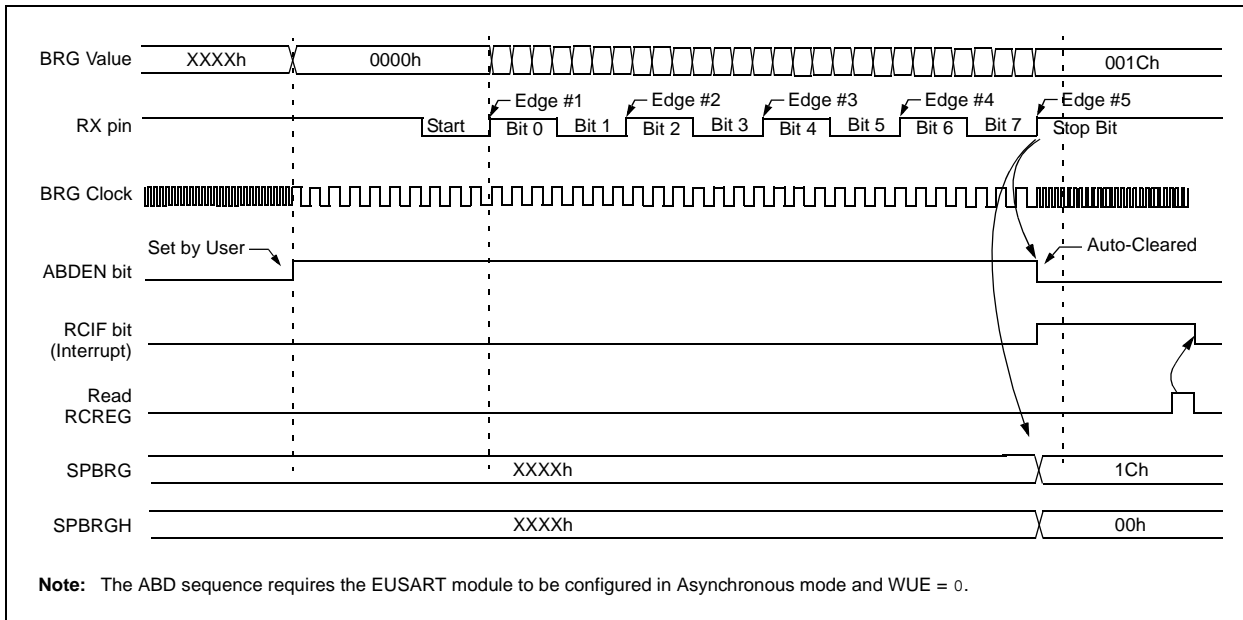 BRG Value
XXXXh
0000h
001Ch
RX pin
Start
Edge #1
Bit 0
Bit 1
Edge #2
Bit 2
Bit 3
Edge #3
Bit 4
Bit 5
Edge #4
Bit 6
Bit 7
Edge #5
Stop Bit
BRG Clock
Set by User
Auto-Cleared
ABDEN bit
RCIF bit
(Interrupt)
Read
RCREG
SPBRG
XXXXh
1Ch
SPBRGH
XXXXh
00h
Note: The ABD sequence requires the EUSART module to be configured in Asynchronous mode and WUE = 0.